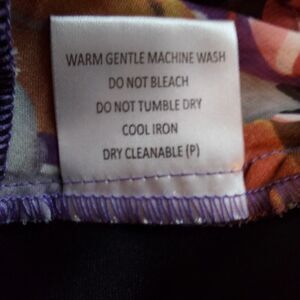 WARM GENTLE MACHINE WASH
DO NOT BLEACH
DO NOT TUMBLE DRY
COOL IRON
DRY CLEANABLE (P)